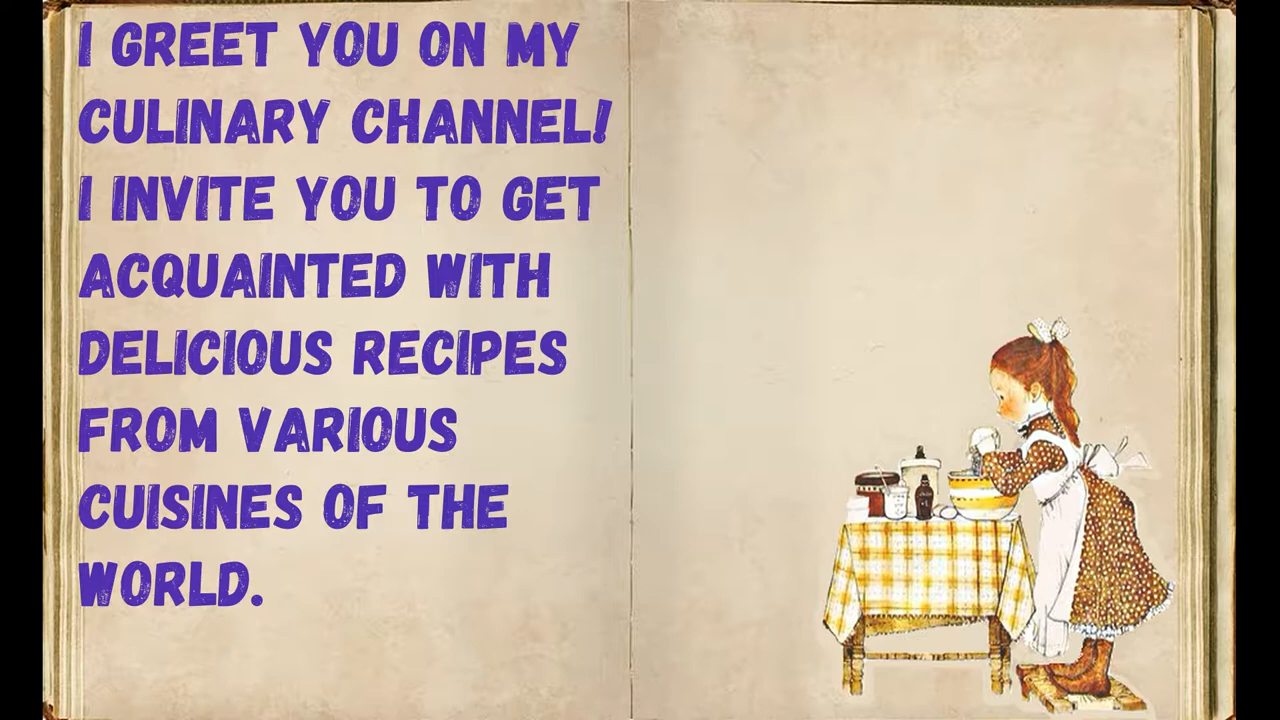 I GREET YOU ON MY
CULINARY CHANNEL!
I INVITE YOU TO GET
ACQUAINTED WITH
DELICIOUS RECIPES
FROM VARIOUS
CUISINES OF THE
WORLD.